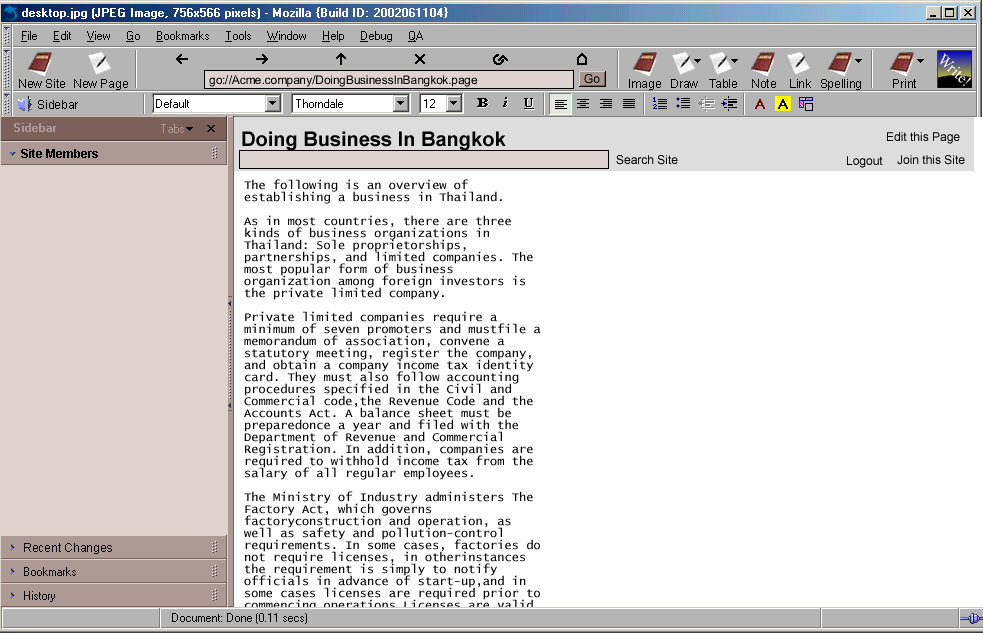 desktop.jpg (JPEG Image, 756x566 pixels) - Mozilla {Build ID: 2002061104}
File Edit View Go Bookmarks Tools Window Help Debug QA
New Site New Page
go://Acme.company/DoingBusinessInBangkok.page Go
Image Draw Table Note Link Spelling Print Write!
Sidebar Default Thorndale 12 B i U A A
Sidebar Tabs
Site Members
Recent Changes
Bookmarks
History
Doing Business In Bangkok
Edit this Page
Search Site
Logout Join this Site
The following is an overview of
establishing a business in Thailand.
As in most countries, there are three
kinds of business organizations in
Thailand: Sole proprietorships,
partnerships, and limited companies. The
most popular form of business
organization among foreign investors is
the private limited company.
Private limited companies require a
minimum of seven promoters and mustfile a
memorandum of association, convene a
statutory meeting, register the company,
and obtain a company income tax identity
card. They must also follow accounting
procedures specified in the Civil and
Commercial code,the Revenue Code and the
Accounts Act. A balance sheet must be
preparedonce a year and filed with the
Department of Revenue and Commercial
Registration. In addition, companies are
required to withhold income tax from the
salary of all regular employees.
The Ministry of Industry administers The
Factory Act, which governs
factoryconstruction and operation, as
well as safety and pollution-control
requirements. In some cases, factories do
not require licenses, in otherinstances
the requirement is simply to notify
officials in advance of start-up,and in
some cases licenses are required prior to
commencing operations.Licenses are valid
Document: Done (0.11 secs)